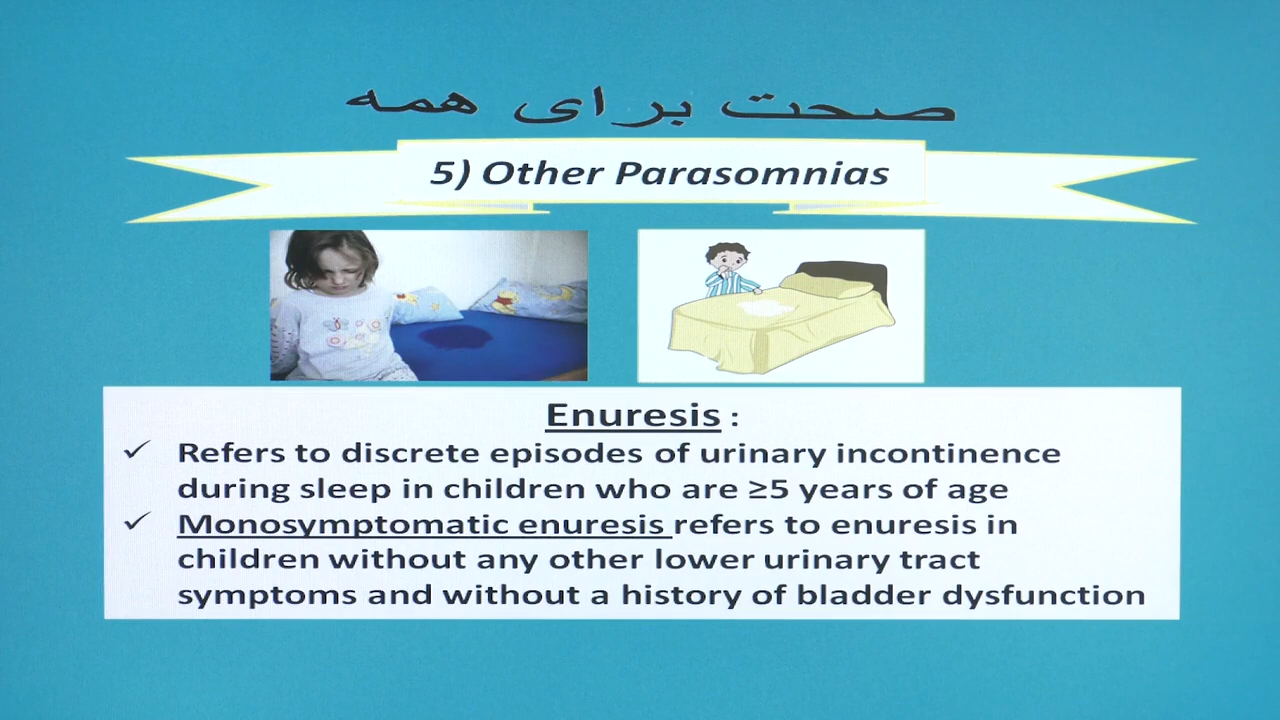 صحت برای همه
5) Other Parasomnias
Enuresis :
✓ Refers to discrete episodes of urinary incontinence
during sleep in children who are ≥5 years of age
✓ Monosymptomatic enuresis refers to enuresis in
children without any other lower urinary tract
symptoms and without a history of bladder dysfunction